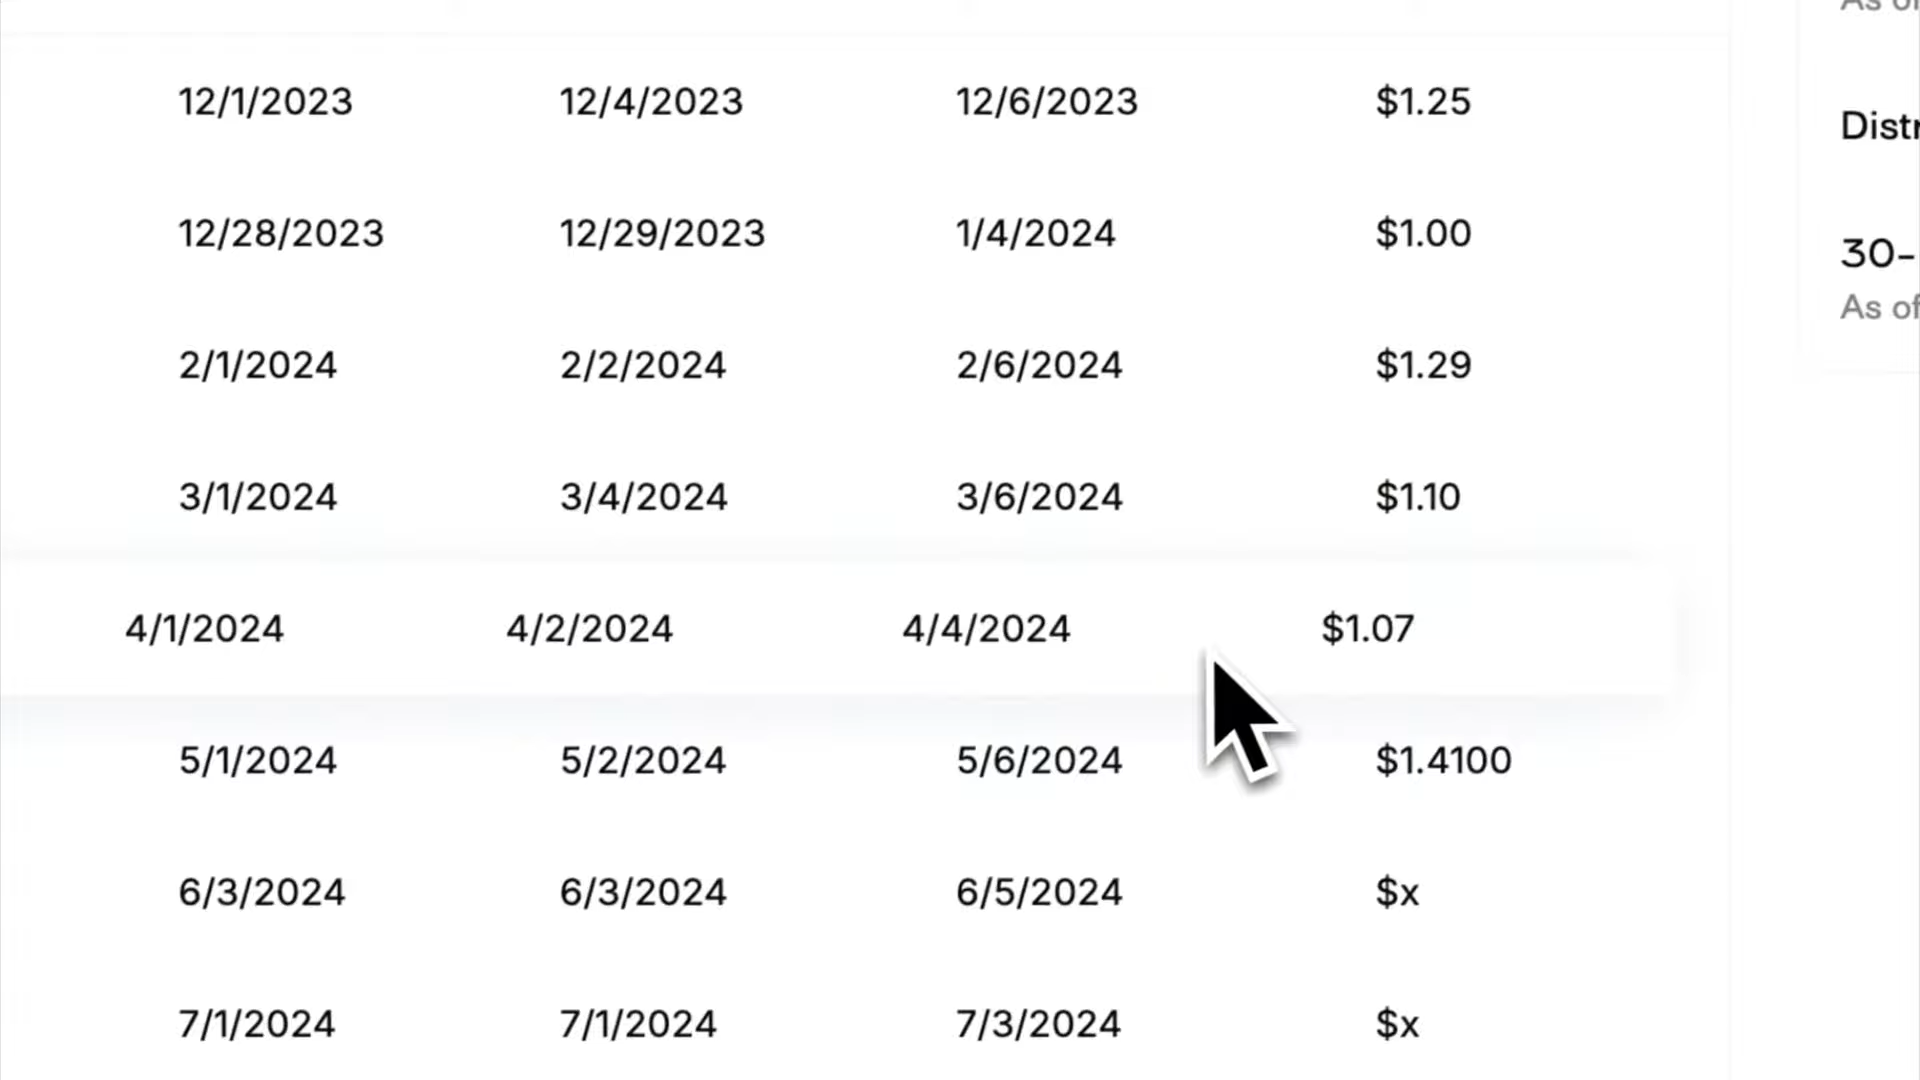 12/1/2023 12/4/2023 12/6/2023 $1.25
12/28/2023 12/29/2023 1/4/2024 $1.00
2/1/2024 2/2/2024 2/6/2024 $1.29
3/1/2024 3/4/2024 3/6/2024 $1.10
4/1/2024 4/2/2024 4/4/2024 $1.07
5/1/2024 5/2/2024 5/6/2024 $1.4100
6/3/2024 6/3/2024 6/5/2024 $x
7/1/2024 7/1/2024 7/3/2024 $x
As of
Distr
30-
As of